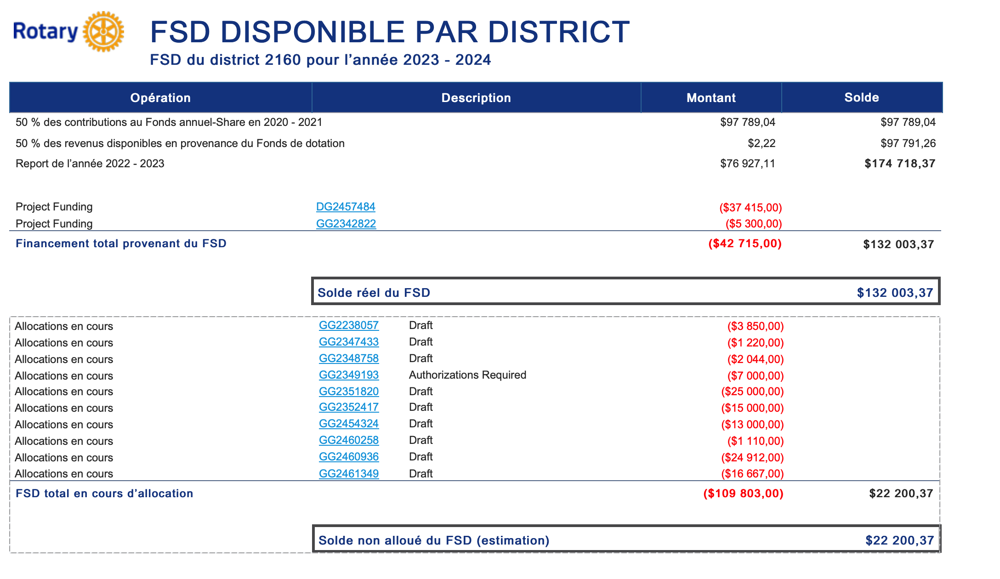 Rotary
FSD DISPONIBLE PAR DISTRICT
FSD du district 2160 pour l’année 2023 - 2024
Opération Description Montant Solde
50 % des contributions au Fonds annuel-Share en 2020 - 2021 $97 789,04 $97 789,04
50 % des revenus disponibles en provenance du Fonds de dotation $2,22 $97 791,26
Report de l’année 2022 - 2023 $76 927,11 $174 718,37
Project Funding DG2457484 ($37 415,00)
Project Funding GG2342822 ($5 300,00)
Financement total provenant du FSD ($42 715,00) $132 003,37
Solde réel du FSD $132 003,37
Allocations en cours GG2238057 Draft ($3 850,00)
Allocations en cours GG2347433 Draft ($1 220,00)
Allocations en cours GG2348758 Draft ($2 044,00)
Allocations en cours GG2349193 Authorizations Required ($7 000,00)
Allocations en cours GG2351820 Draft ($25 000,00)
Allocations en cours GG2352417 Draft ($15 000,00)
Allocations en cours GG2454324 Draft ($13 000,00)
Allocations en cours GG2460258 Draft ($1 110,00)
Allocations en cours GG2460936 Draft ($24 912,00)
Allocations en cours GG2461349 Draft ($16 667,00)
FSD total en cours d’allocation ($109 803,00) $22 200,37
Solde non alloué du FSD (estimation) $22 200,37